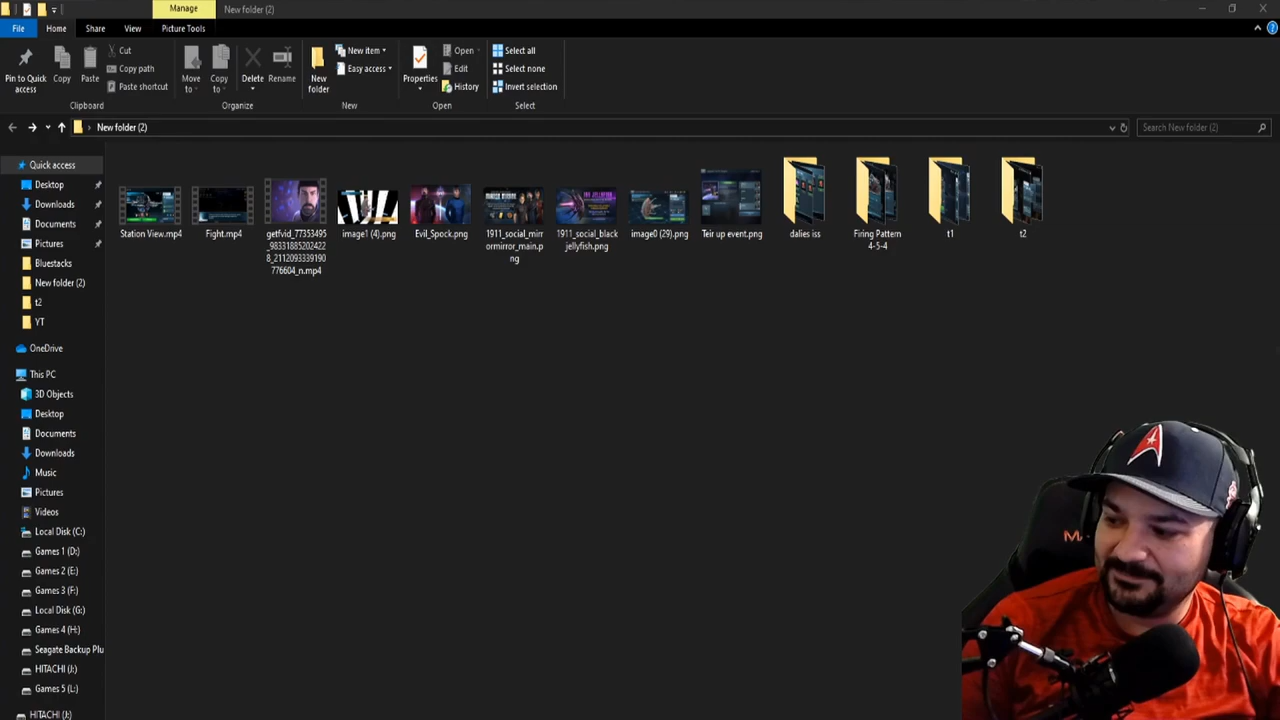 Manage
New folder (2)
File
Home
Share
View
Picture Tools
Pin to Quick
access
Copy
Paste
Cut
Copy path
Paste shortcut
Clipboard
Move
to
Copy
to
Delete
Rename
Organize
New
folder
New item
Easy access
New
Properties
Open
Edit
History
Open
Select all
Select none
Invert selection
Select
New folder (2)
Search New folder (2)
Quick access
Desktop
Downloads
Documents
Pictures
Bluestacks
New folder (2)
t2
YT
OneDrive
This PC
3D Objects
Desktop
Documents
Downloads
Music
Pictures
Videos
Local Disk (C:)
Games 1 (D:)
Games 2 (E:)
Games 3 (F:)
Local Disk (G:)
Games 4 (H:)
Seagate Backup Plu
HITACHI (J:)
Games 5 (L:)
HITACHI (J:)
Station View.mp4
Fight.mp4
getfvid_77353495
_98331885202422
8_2112093339190
776604_n.mp4
image1 (4).png
Evil_Spock.png
1911_social_mirr
ormirror_main.p
ng
1911_social_black
jellyfish.png
image0 (29).png
Teir up event.png
dalies iss
Firing Pattern
4-5-4
t1
t2